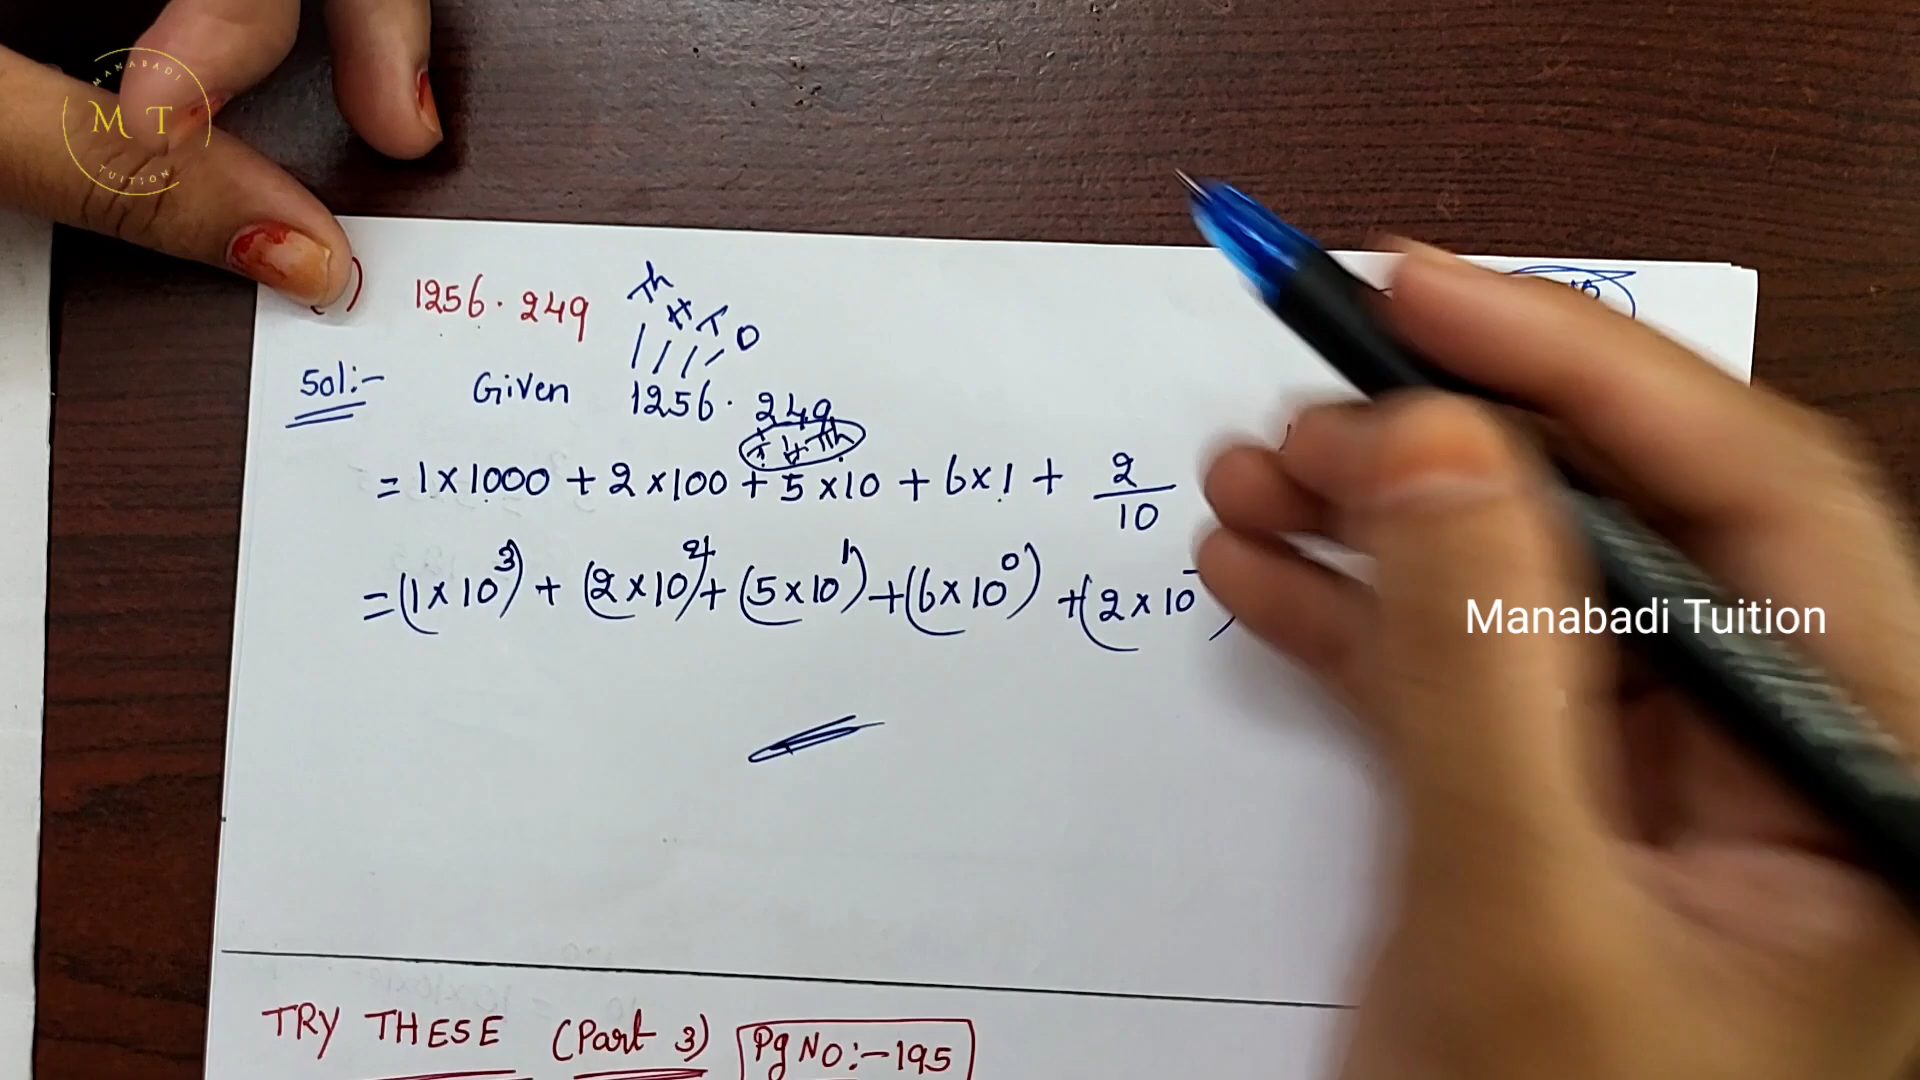 MANABADI
M T
TUITION
) 1256.249
Th H T O
Sol:- Given 1256.249
T H Th
= 1×1000 + 2×100 + 5×10 + 6×1 + 2/10
= (1×10³) + (2×10²) + (5×10¹) + (6×10⁰) + (2×10⁻ )
Manabadi Tuition
TRY THESE (Part 3) Pg NO:-195